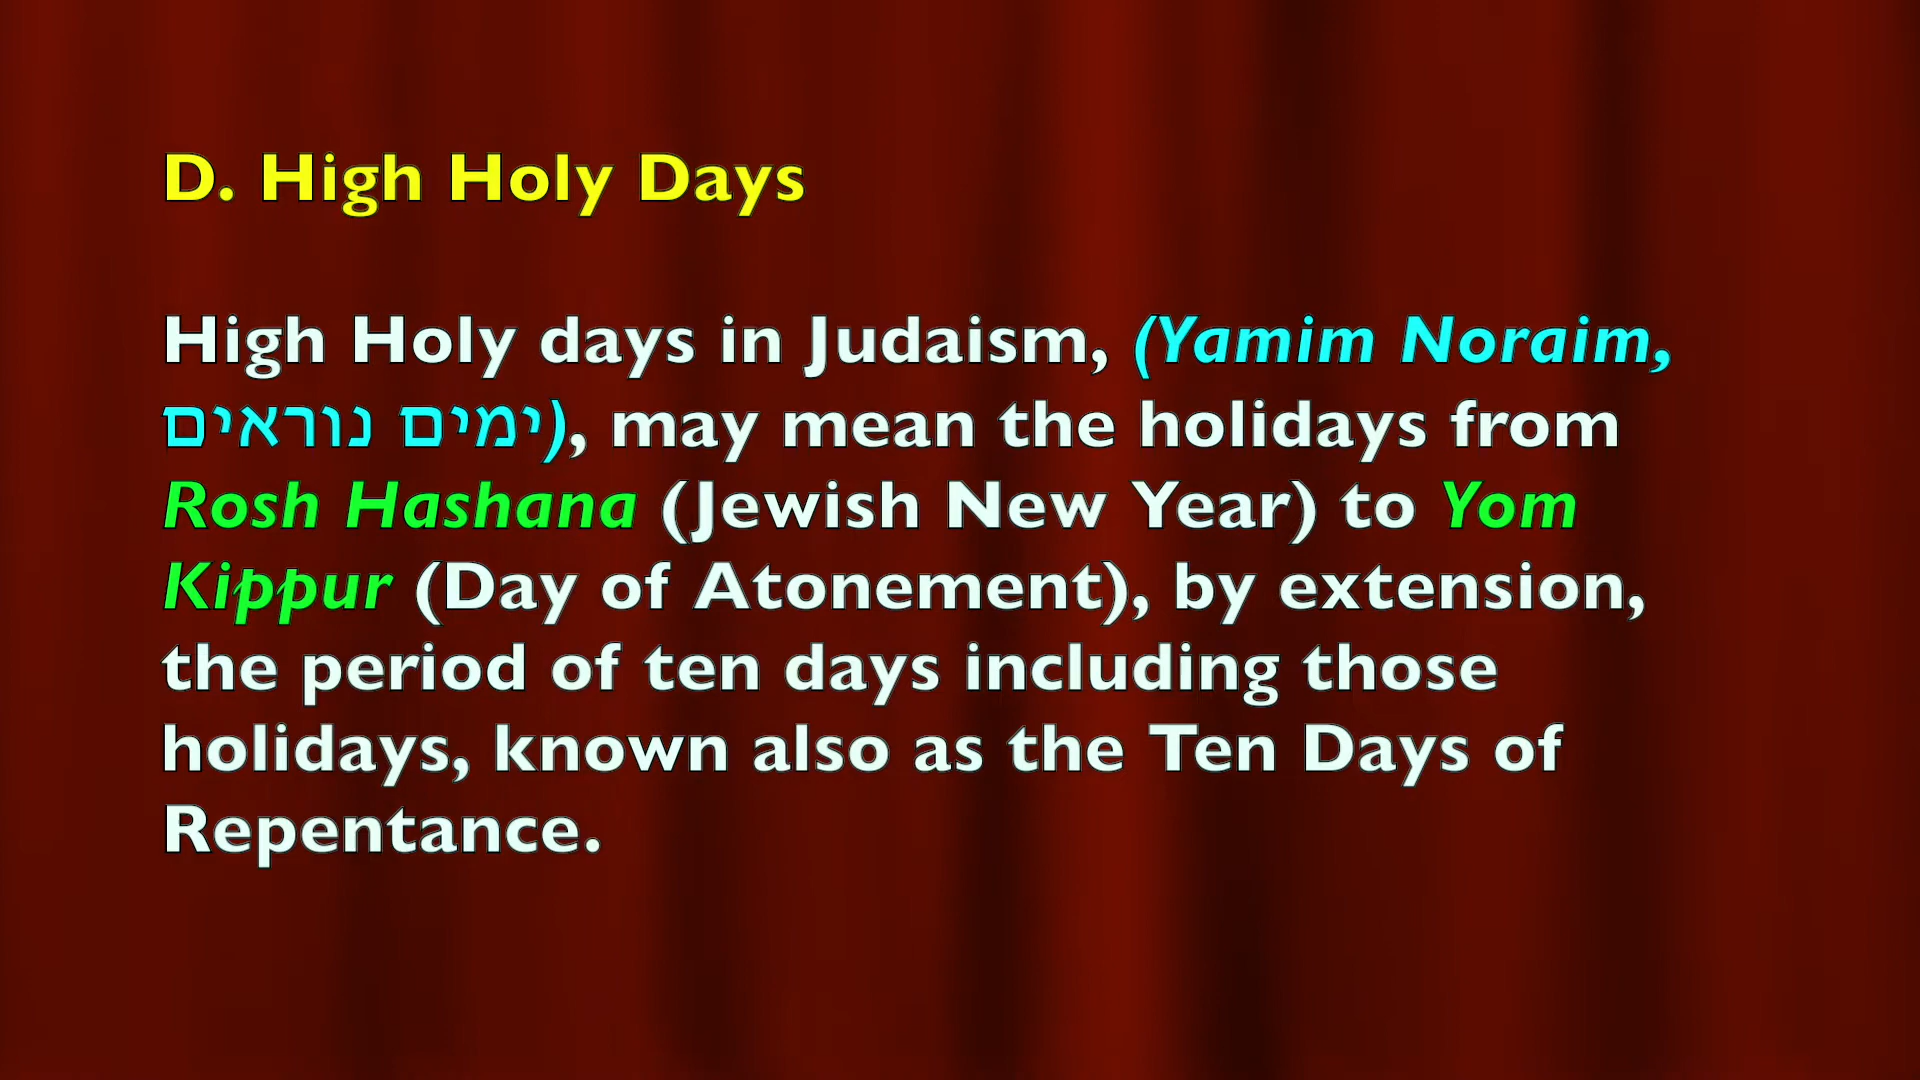 D. High Holy Days
High Holy days in Judaism, (Yamim Noraim,
ימים נוראים), may mean the holidays from
Rosh Hashana (Jewish New Year) to Yom
Kippur (Day of Atonement), by extension,
the period of ten days including those
holidays, known also as the Ten Days of
Repentance.